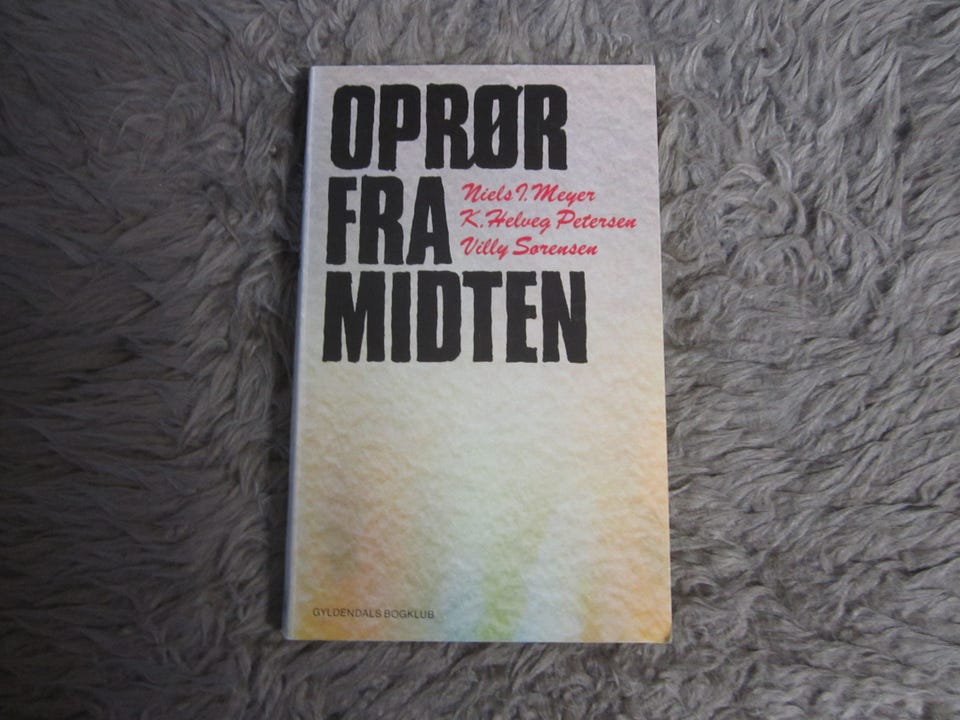 OPRØR
FRA
MIDTEN
Niels I. Meyer
K. Helveg Petersen
Villy Sørensen
GYLDENDALS BOGKLUB